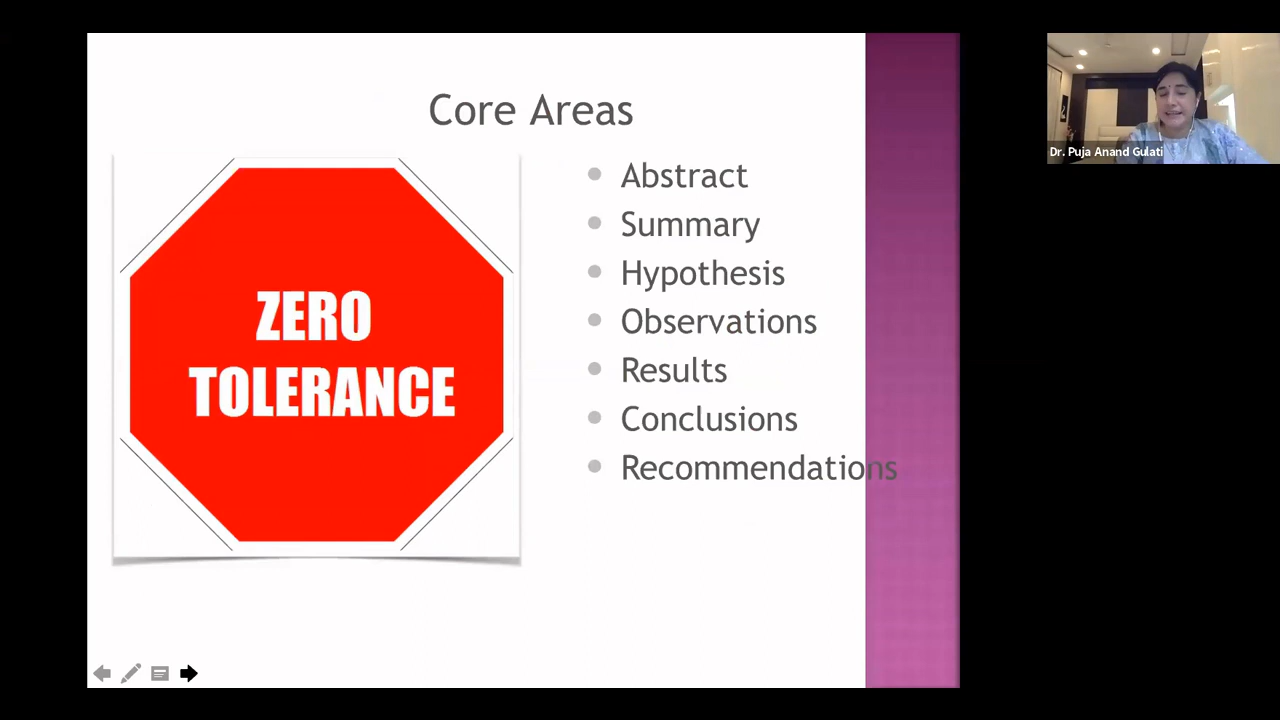 Core Areas
ZERO
TOLERANCE
Abstract
Summary
Hypothesis
Observations
Results
Conclusions
Recommendations
Dr. Puja Anand Gulati